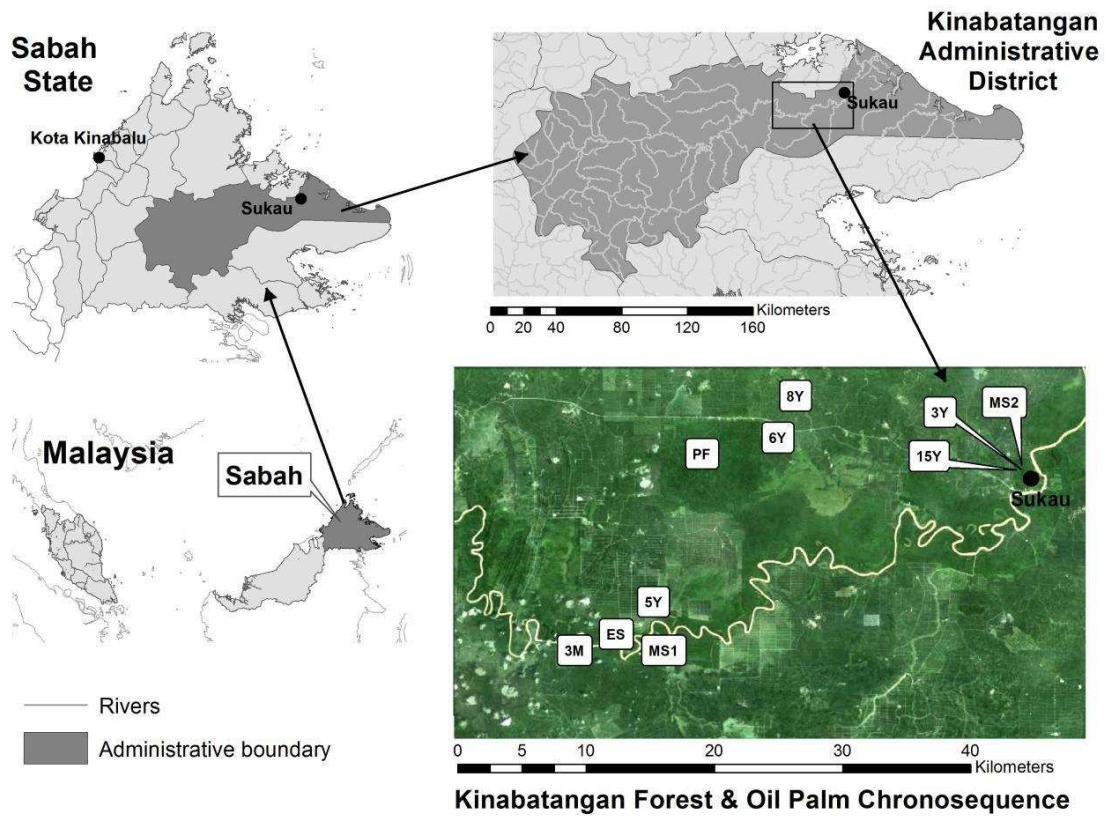 Sabah
State
Kota Kinabalu
Sukau
Kinabatangan
Administrative
District
Sukau
Kilometers
0 20 40 80 120 160
Malaysia
Sabah
Rivers
Administrative boundary
8Y
3Y
MS2
6Y
PF
15Y
Sukau
5Y
ES
3M
MS1
0 5 10 20 30 40
Kilometers
Kinabatangan Forest & Oil Palm Chronosequence